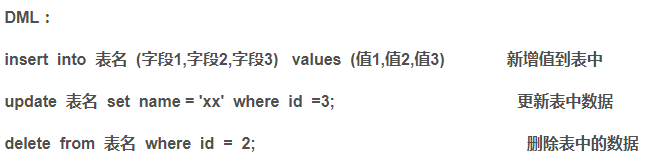 DML：
insert into 表名 (字段1,字段2,字段3) values (值1,值2,值3) 新增值到表中
update 表名 set name = 'xx' where id =3; 更新表中数据
delete from 表名 where id = 2; 删除表中的数据